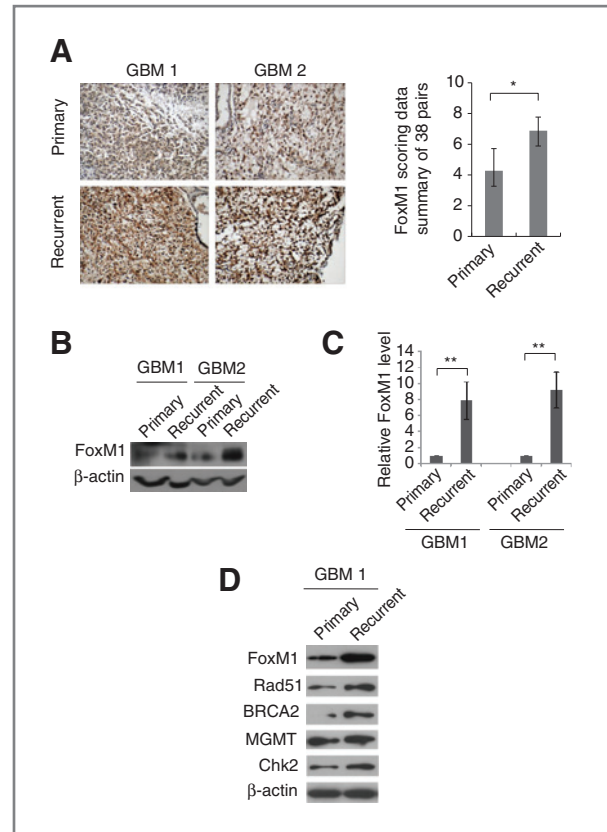 A
GBM 1
GBM 2
Primary
Recurrent
FoxM1 scoring data
summary of 38 pairs
10
8
6
4
2
0
*
Primary
Recurrent
B
GBM1
GBM2
Primary
Recurrent
Primary
Recurrent
FoxM1
β-actin
C
Relative FoxM1 level
14
12
10
8
6
4
2
0
**
**
Primary
Recurrent
Primary
Recurrent
GBM1
GBM2
D
GBM 1
Primary
Recurrent
FoxM1
Rad51
BRCA2
MGMT
Chk2
β-actin